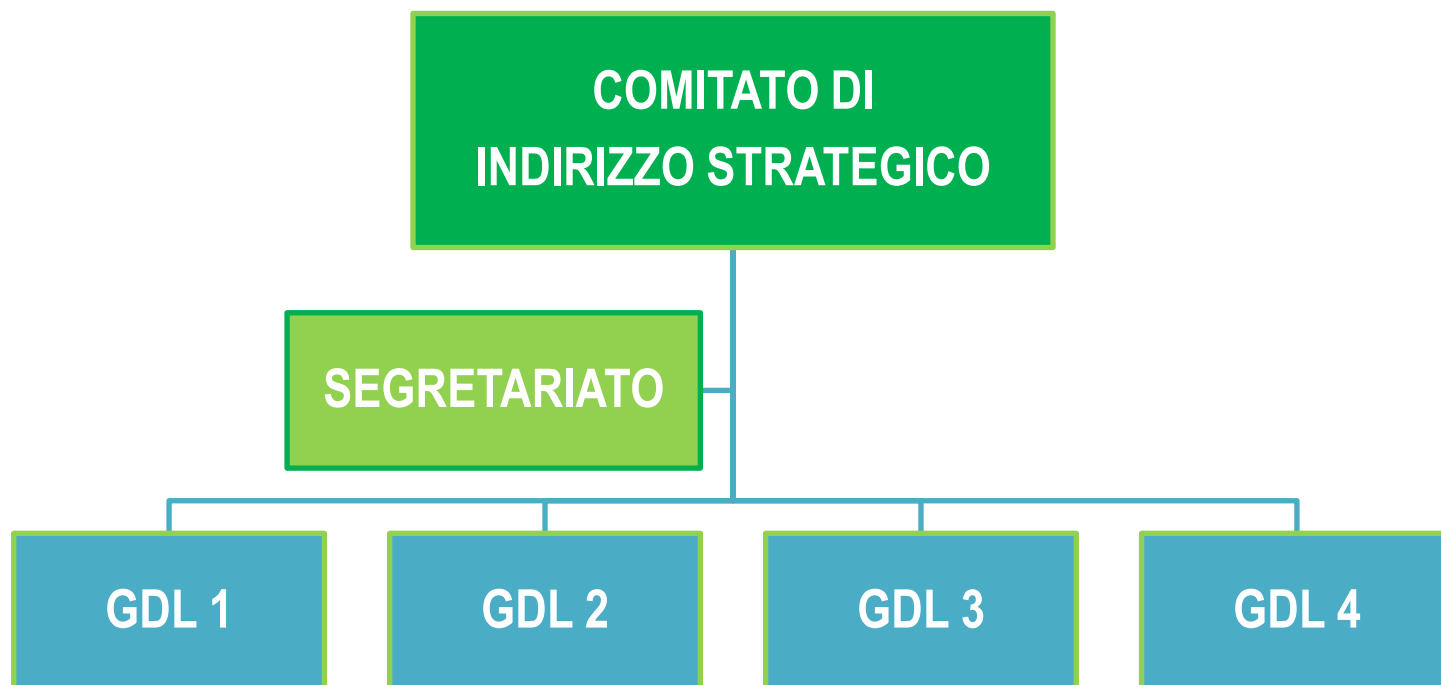 COMITATO DI
INDIRIZZO STRATEGICO
SEGRETARIATO
GDL 1
GDL 2
GDL 3
GDL 4